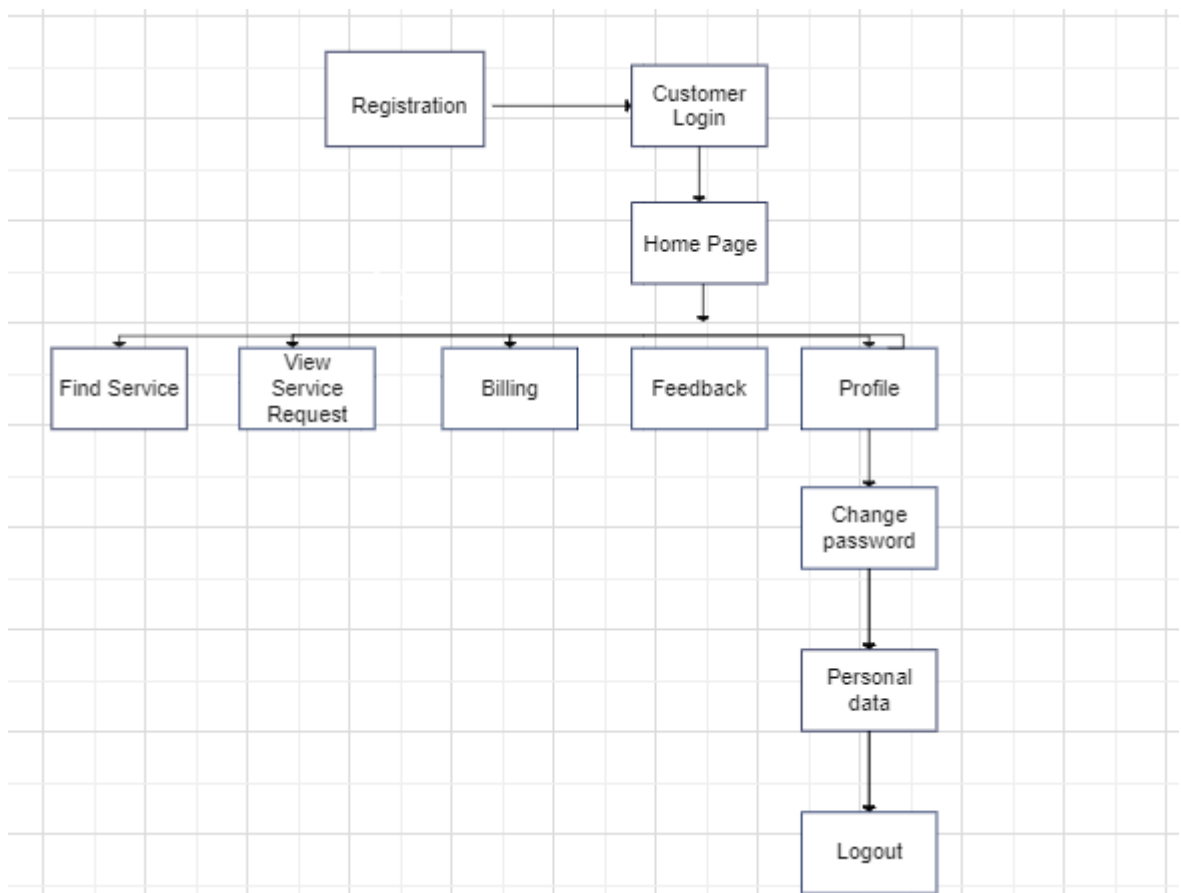 Registration
Customer
Login
Home Page
Find Service
View
Service
Request
Billing
Feedback
Profile
Change
password
Personal
data
Logout